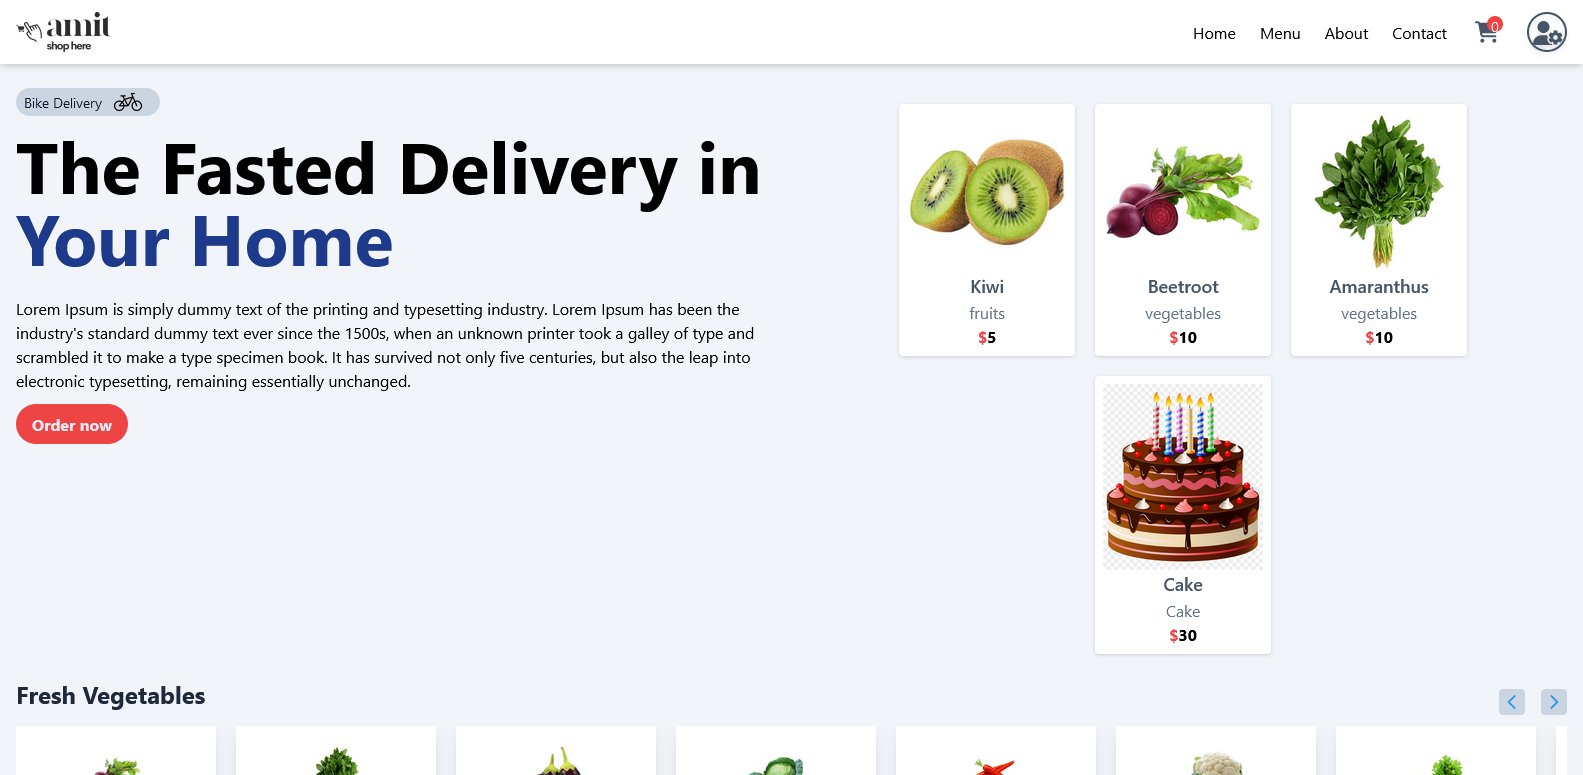 amit
shop here
Home
Menu
About
Contact
0
Bike Delivery
The Fasted Delivery in
Your Home
Lorem Ipsum is simply dummy text of the printing and typesetting industry. Lorem Ipsum has been the
industry's standard dummy text ever since the 1500s, when an unknown printer took a galley of type and
scrambled it to make a type specimen book. It has survived not only five centuries, but also the leap into
electronic typesetting, remaining essentially unchanged.
Order now
Kiwi
fruits
$5
Beetroot
vegetables
$10
Amaranthus
vegetables
$10
Cake
Cake
$30
Fresh Vegetables